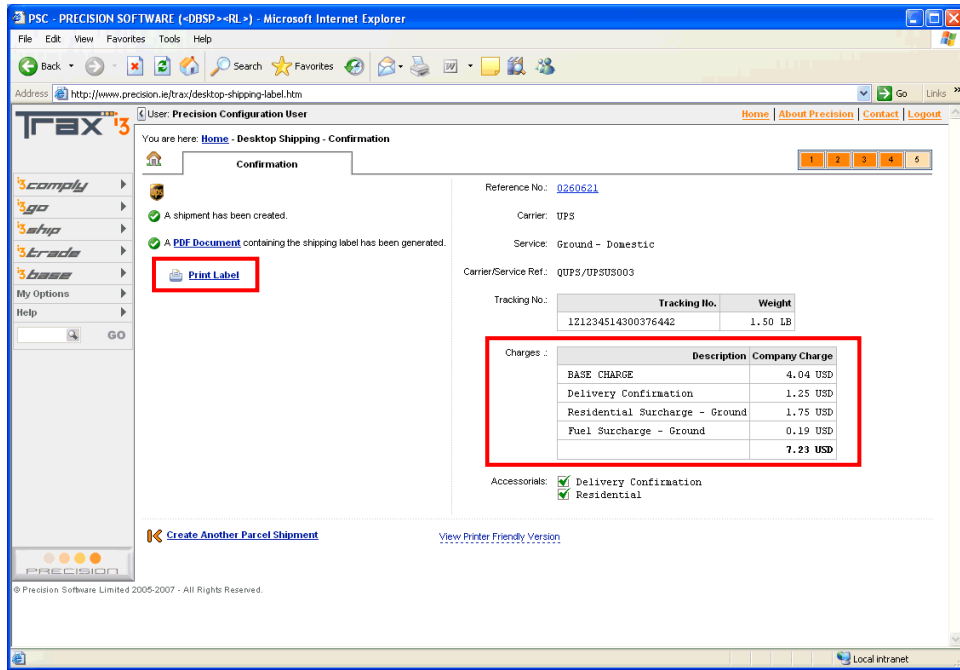 PSC - PRECISION SOFTWARE (<DBSP><RL>) - Microsoft Internet Explorer
File Edit View Favorites Tools Help
Back Search Favorites
Address http://www.precision.ie/trax/desktop-shipping-label.htm Go Links »
Trax i3
User: Precision Configuration User
Home | About Precision | Contact | Logout
You are here: Home - Desktop Shipping - Confirmation
Confirmation
1 2 3 4 5
i3comply
i3go
i3ship
i3trade
i3base
My Options
Help
GO
ups
A shipment has been created.
A PDF Document containing the shipping label has been generated.
Print Label
Reference No.: 0260621
Carrier: UPS
Service: Ground - Domestic
Carrier/Service Ref.: QUPS/UPSUS003
Tracking No.:
Tracking No. Weight
1Z1234514300376442 1.50 LB
Charges .:
Description Company Charge
BASE CHARGE 4.04 USD
Delivery Confirmation 1.25 USD
Residential Surcharge - Ground 1.75 USD
Fuel Surcharge - Ground 0.19 USD
7.23 USD
Accessorials: Delivery Confirmation
Residential
Create Another Parcel Shipment
View Printer Friendly Version
PRECISION
© Precision Software Limited 2005-2007 - All Rights Reserved.
Local intranet